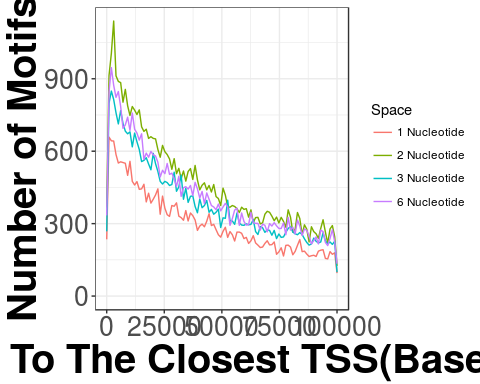 Number of Motifs
900
600
300
0
0 25000 50000 75000 100000
To The Closest TSS(Base
Space
1 Nucleotide
2 Nucleotide
3 Nucleotide
6 Nucleotide